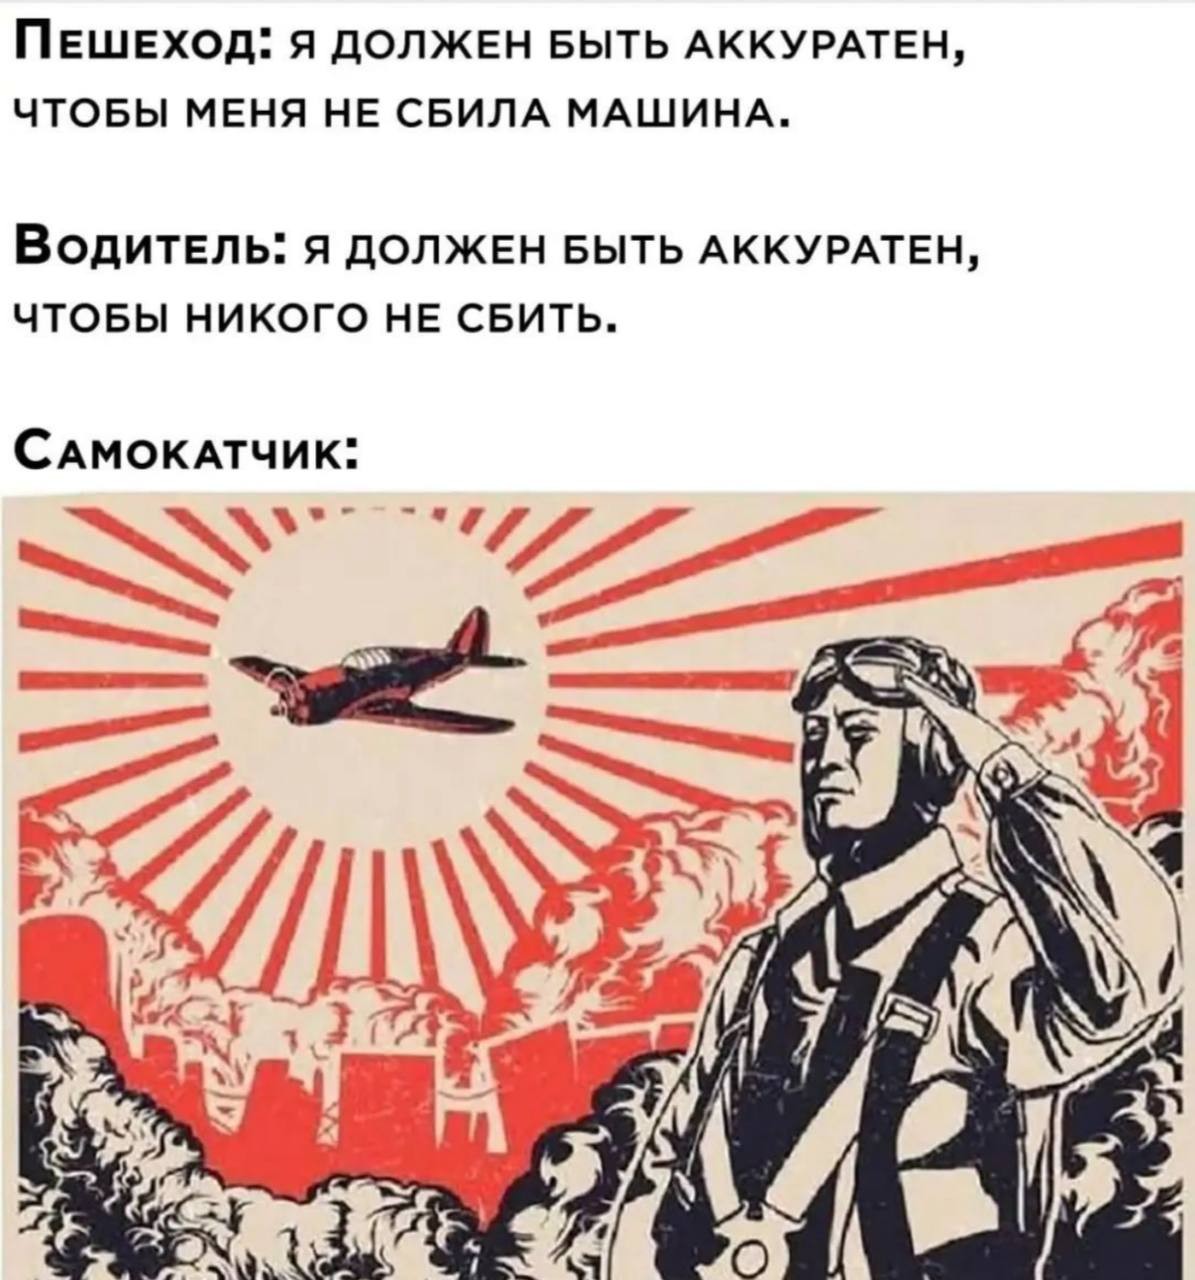 Пешеход: я должен быть аккуратен,
чтобы меня не сбила машина.
Водитель: я должен быть аккуратен,
чтобы никого не сбить.
Самокатчик: